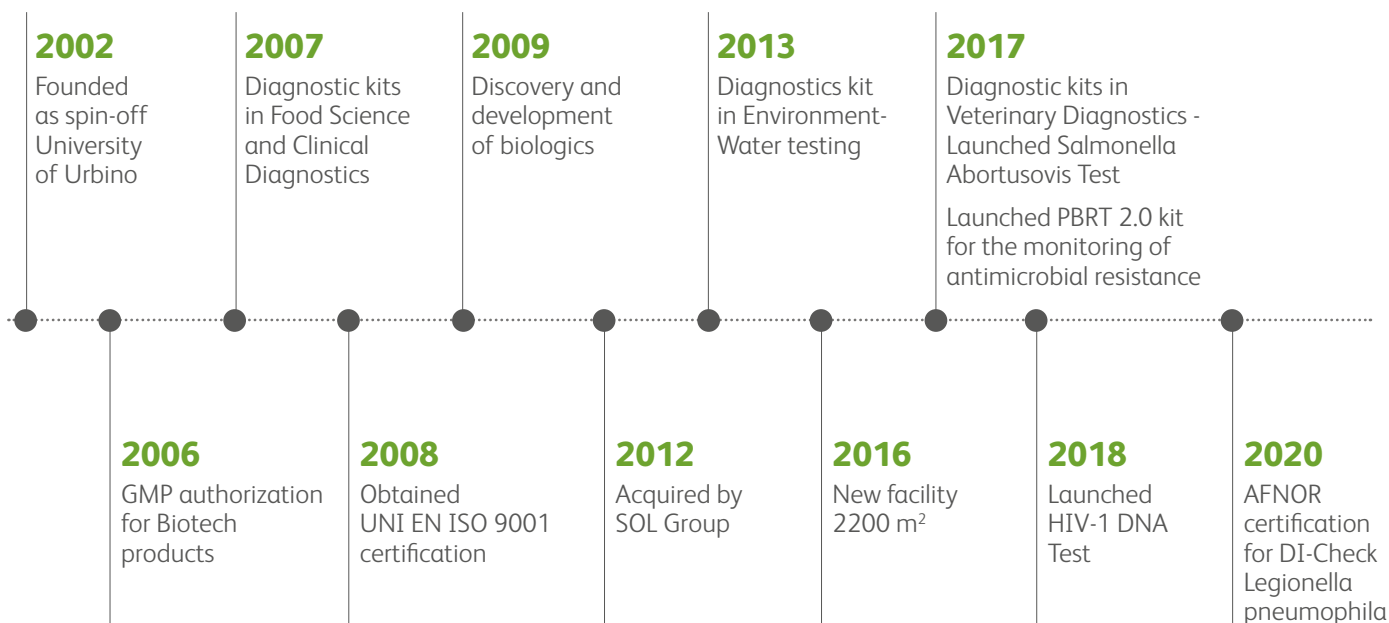 2002
Founded
as spin-off
University
of Urbino
2007
Diagnostic kits
in Food Science
and Clinical
Diagnostics
2009
Discovery and
development
of biologics
2013
Diagnostics kit
in Environment-
Water testing
2017
Diagnostic kits in
Veterinary Diagnostics -
Launched Salmonella
Abortusovis Test
Launched PBRT 2.0 kit
for the monitoring of
antimicrobial resistance
2006
GMP authorization
for Biotech
products
2008
Obtained
UNI EN ISO 9001
certification
2012
Acquired by
SOL Group
2016
New facility
2200 m²
2018
Launched
HIV-1 DNA
Test
2020
AFNOR
certification
for DI-Check
Legionella
pneumophila